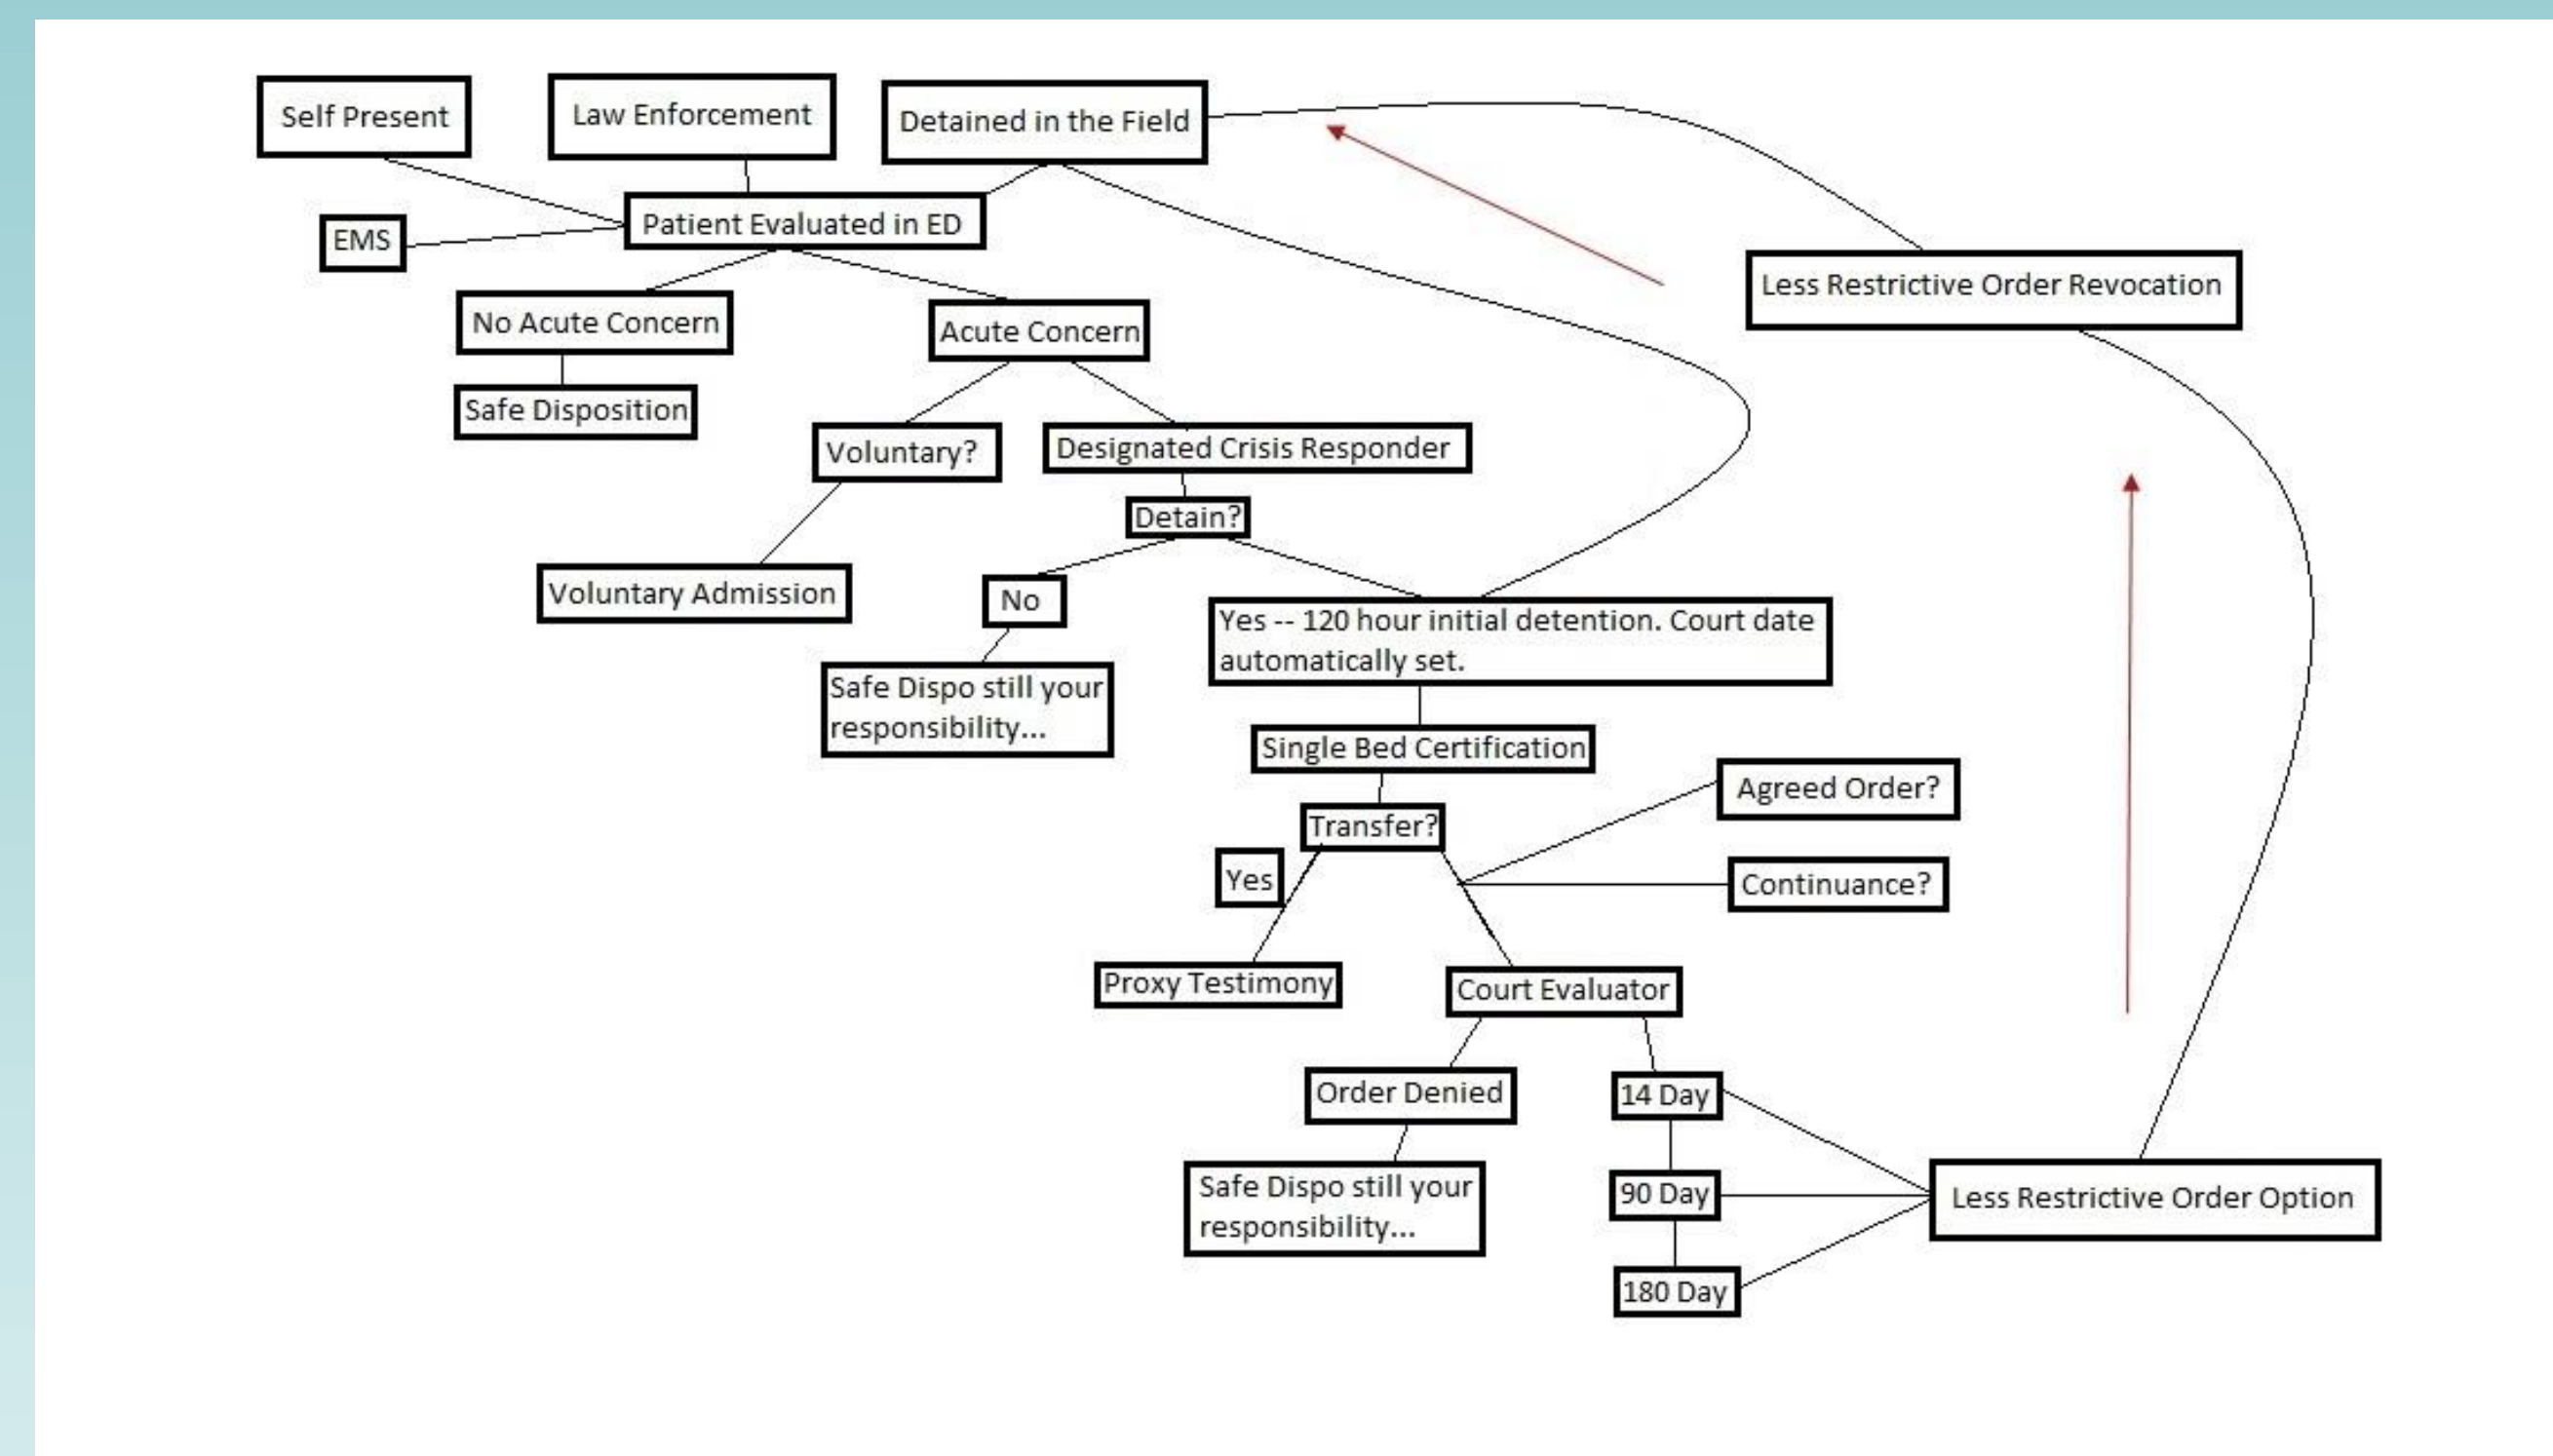 Self Present
Law Enforcement
Detained in the Field
Patient Evaluated in ED
EMS
Less Restrictive Order Revocation
No Acute Concern
Acute Concern
Safe Disposition
Voluntary?
Designated Crisis Responder
Detain?
Voluntary Admission
No
Yes -- 120 hour initial detention. Court date
automatically set.
Safe Dispo still your
responsibility...
Single Bed Certification
Agreed Order?
Transfer?
Yes
Continuance?
Proxy Testimony
Court Evaluator
Order Denied
14 Day
Safe Dispo still your
responsibility...
90 Day
Less Restrictive Order Option
180 Day